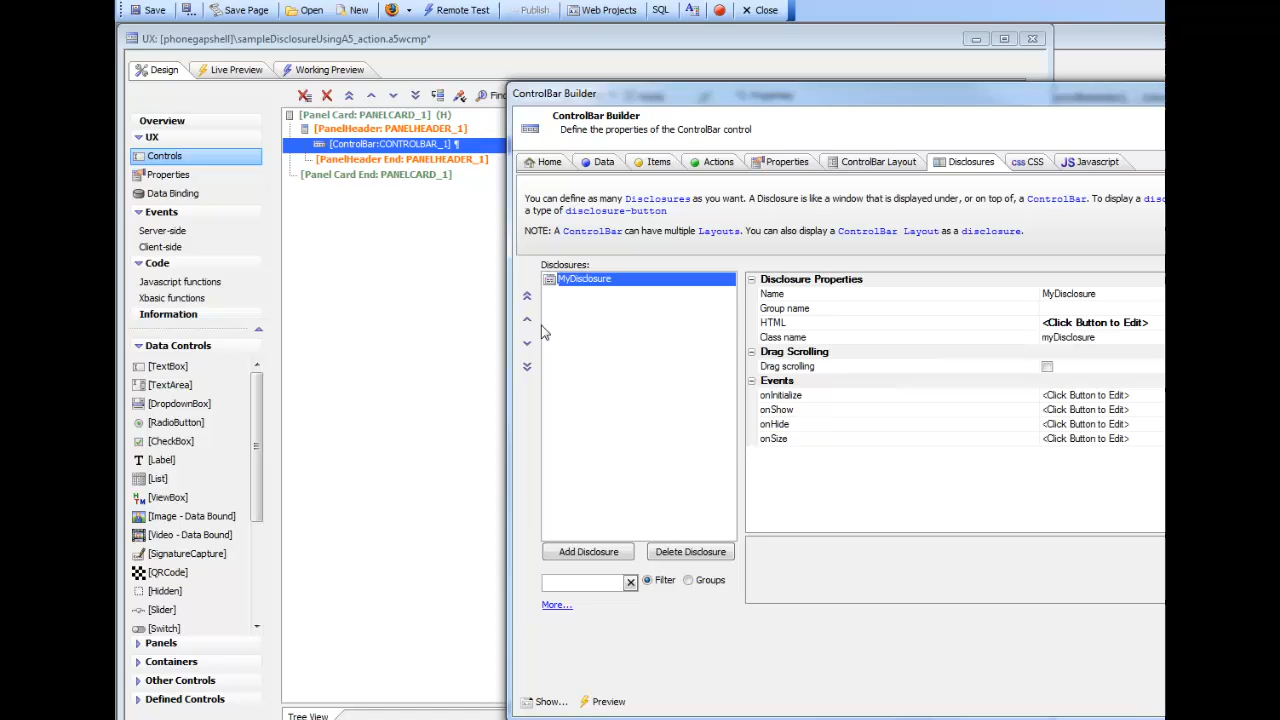 Save Save Page Open New Remote Test Publish Web Projects SQL Close
UX: [phonegapshell]\sampleDisclosureUsingA5_action.a5wcmp*
Design Live Preview Working Preview
Find
Overview
UX
Controls
Properties
Data Binding
Events
Server-side
Client-side
Code
Javascript functions
Xbasic functions
Information
Data Controls
[TextBox]
[TextArea]
[DropdownBox]
[RadioButton]
[CheckBox]
[Label]
[List]
[ViewBox]
[Image - Data Bound]
[Video - Data Bound]
[SignatureCapture]
[QRCode]
[Hidden]
[Slider]
[Switch]
Panels
Containers
Other Controls
Defined Controls
[Panel Card: PANELCARD_1] (H)
[PanelHeader: PANELHEADER_1]
[ControlBar:CONTROLBAR_1] ¶
[PanelHeader End: PANELHEADER_1]
[Panel Card End: PANELCARD_1]
Tree View
ControlBar Builder
ControlBar Builder
Define the properties of the ControlBar control
Home Data Items Actions Properties ControlBar Layout Disclosures CSS CSS JS Javascript
You can define as many Disclosures as you want. A Disclosure is like a window that is displayed under, or on top of, a ControlBar. To display a
a type of disclosure-button
NOTE: A ControlBar can have multiple Layouts. You can also display a ControlBar Layout as a disclosure.
Disclosures:
MyDisclosure
Add Disclosure Delete Disclosure
Filter Groups
More...
Show... Preview
Disclosure Properties
Name MyDisclosure
Group name
HTML <Click Button to Edit>
Class name myDisclosure
Drag Scrolling
Drag scrolling
Events
onInitialize <Click Button to Edit>
onShow <Click Button to Edit>
onHide <Click Button to Edit>
onSize <Click Button to Edit>